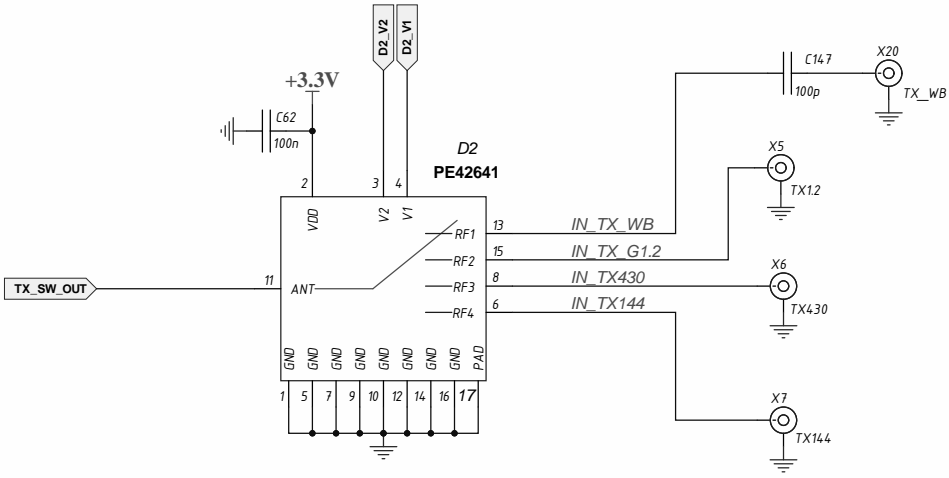 D2_V2
D2_V1
+3.3V
C62
100n
D2
PE42641
2
3
4
VDD
V2
V1
C147
100p
X20
TX_WB
X5
TX1.2
13
IN_TX_WB
RF1
15
IN_TX_G1.2
RF2
8
IN_TX430
RF3
6
IN_TX144
RF4
X6
TX430
X7
TX144
TX_SW_OUT
11
ANT
GND
GND
GND
GND
GND
GND
GND
GND
PAD
1
5
7
9
10
12
14
16
17